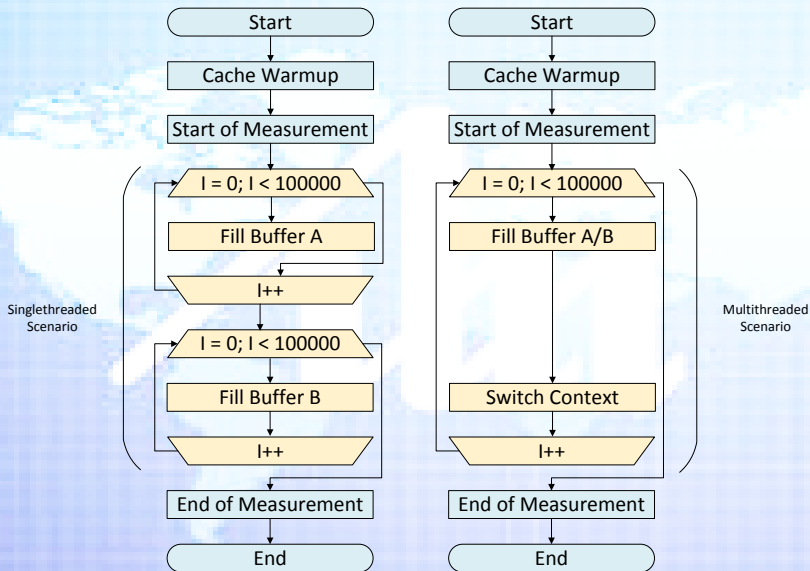 Start
Cache Warmup
Start of Measurement
I = 0; I < 100000
Fill Buffer A
I++
I = 0; I < 100000
Fill Buffer B
I++
End of Measurement
End
Singlethreaded
Scenario
Start
Cache Warmup
Start of Measurement
I = 0; I < 100000
Fill Buffer A/B
Switch Context
I++
End of Measurement
End
Multithreaded
Scenario